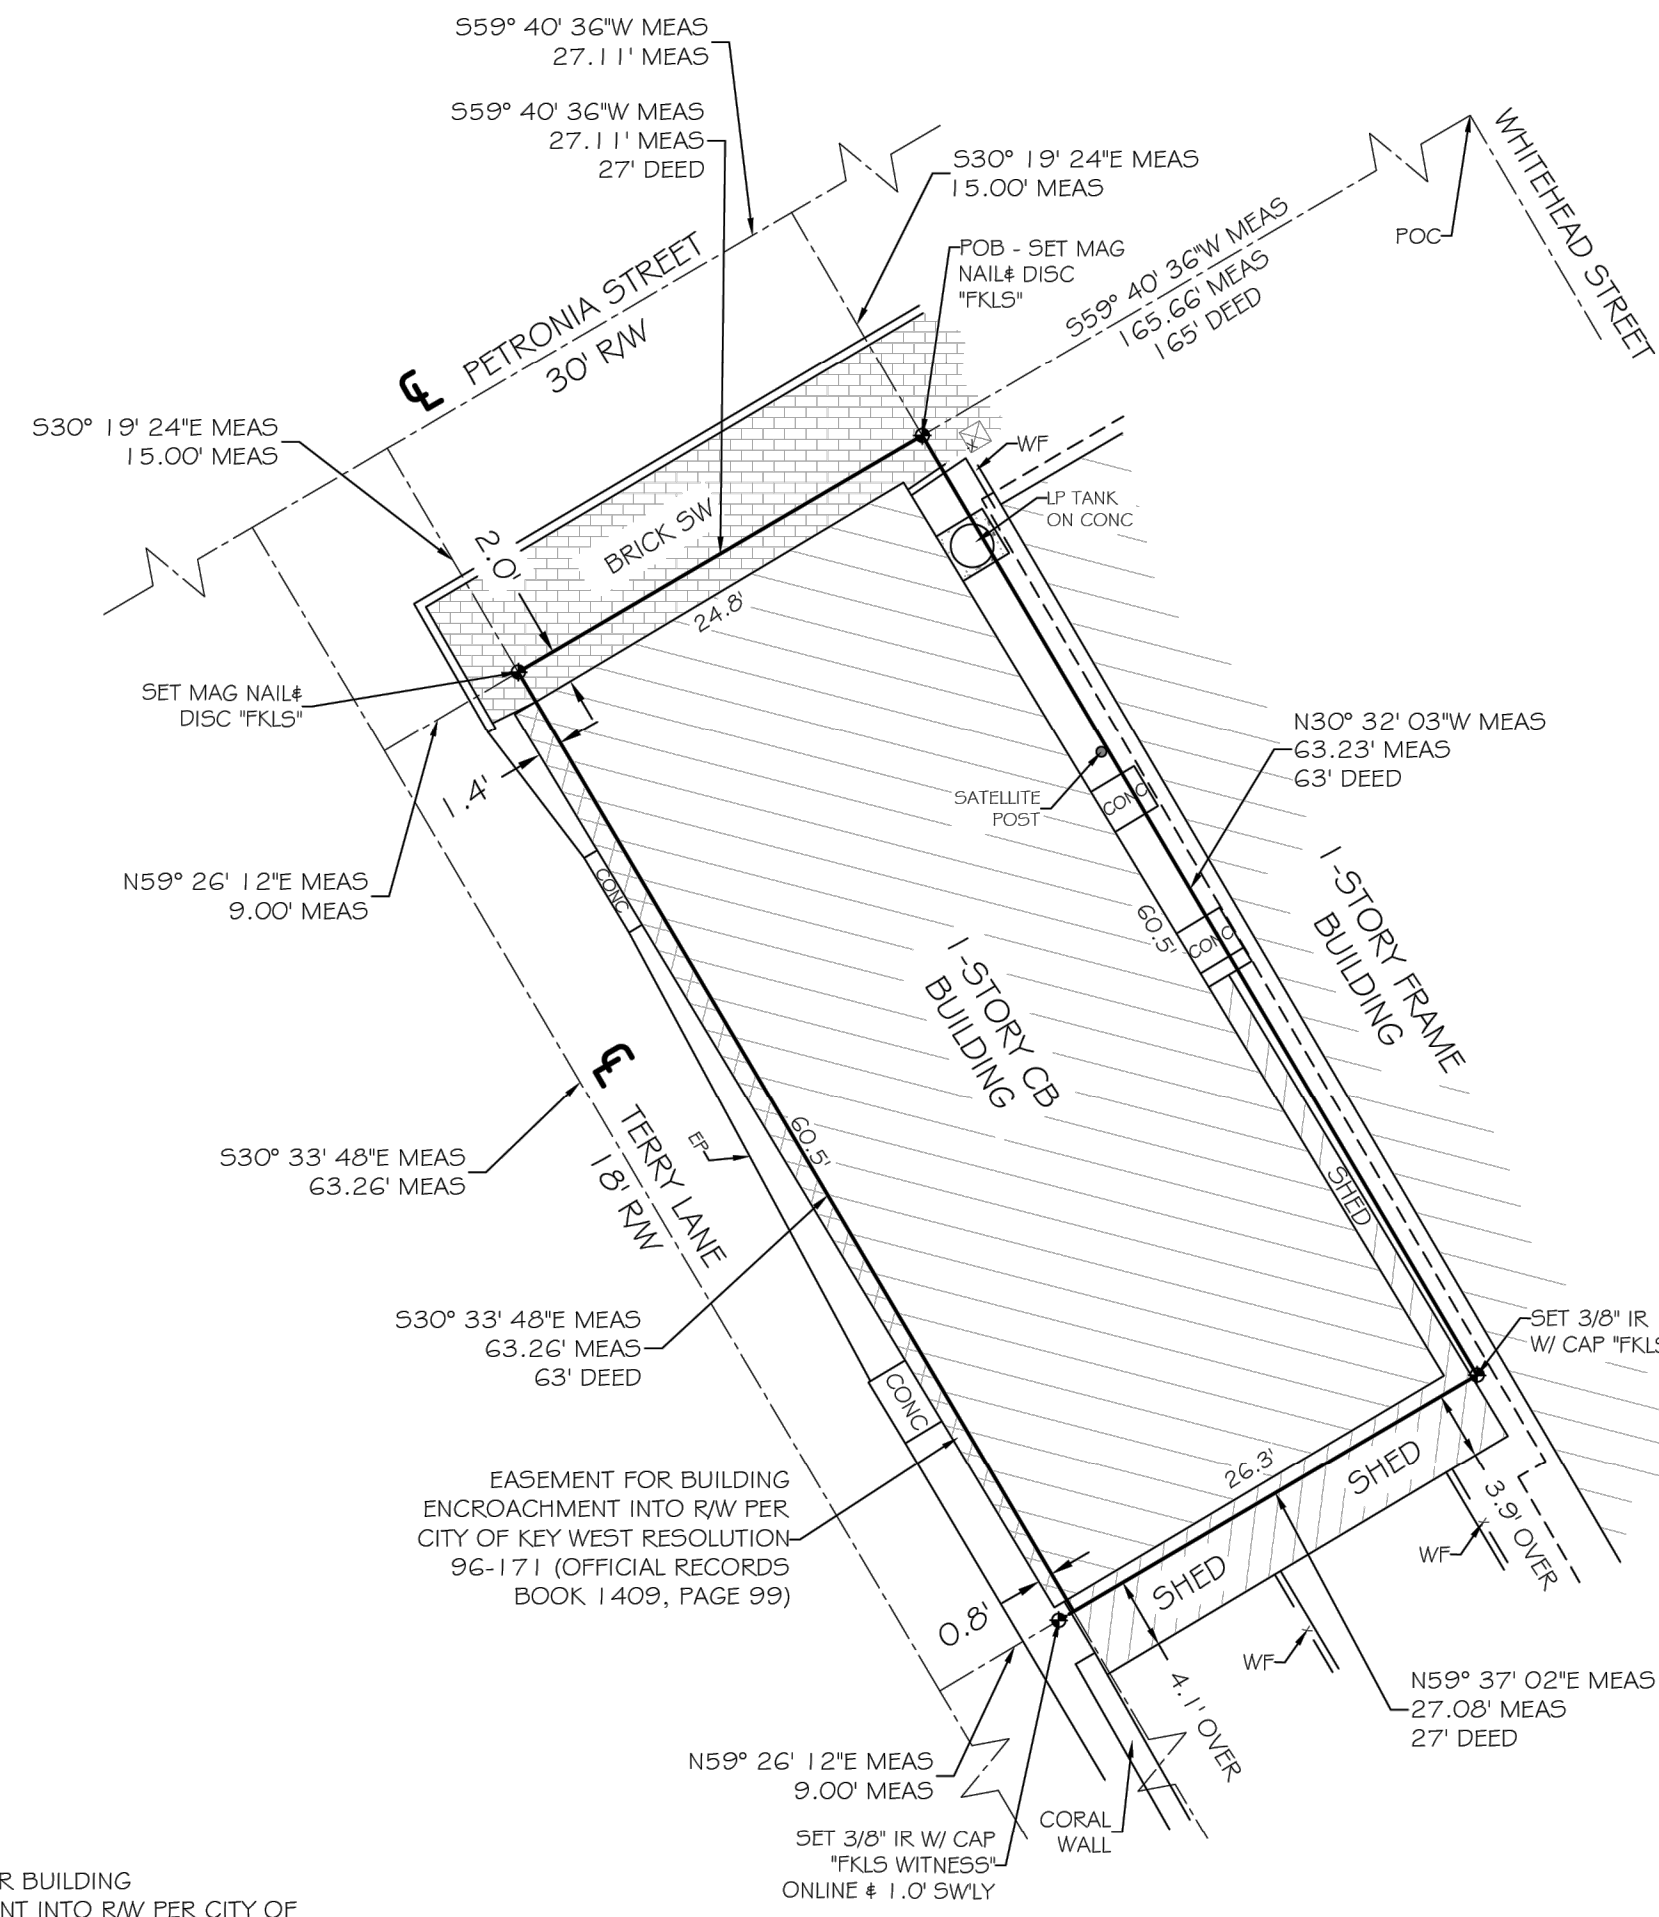 S59° 40' 36"W MEAS
27.11' MEAS
S59° 40' 36"W MEAS
27.11' MEAS
27' DEED
S30° 19' 24"E MEAS
15.00' MEAS
POB - SET MAG
NAIL& DISC
"FKLS"
S59° 40' 36"W MEAS
165.66' MEAS
165' DEED
POC
WHITEHEAD STREET
℄ PETRONIA STREET
30' R/W
S30° 19' 24"E MEAS
15.00' MEAS
2.0'
BRICK SW
24.8'
WF
LP TANK
ON CONC
SET MAG NAIL&
DISC "FKLS"
1.4'
N59° 26' 12"E MEAS
9.00' MEAS
CONC
SATELLITE
POST
CONC
N30° 32' 03"W MEAS
63.23' MEAS
63' DEED
60.5'
CONC
1-STORY CB
BUILDING
1-STORY FRAME
BUILDING
℄ TERRY LANE
18' R/W
EP
60.5'
S30° 33' 48"E MEAS
63.26' MEAS
SHED
S30° 33' 48"E MEAS
63.26' MEAS
63' DEED
SET 3/8" IR
W/ CAP "FKLS
CONC
EASEMENT FOR BUILDING
ENCROACHMENT INTO R/W PER
CITY OF KEY WEST RESOLUTION
96-171 (OFFICIAL RECORDS
BOOK 1409, PAGE 99)
26.3'
SHED
SHED
3.9' OVER
WF
WF
0.8'
4.1' OVER
N59° 37' 02"E MEAS
27.08' MEAS
27' DEED
N59° 26' 12"E MEAS
9.00' MEAS
CORAL
WALL
SET 3/8" IR W/ CAP
"FKLS WITNESS"
ONLINE & 1.0' SW'LY
R BUILDING
NT INTO R/W PER CITY OF